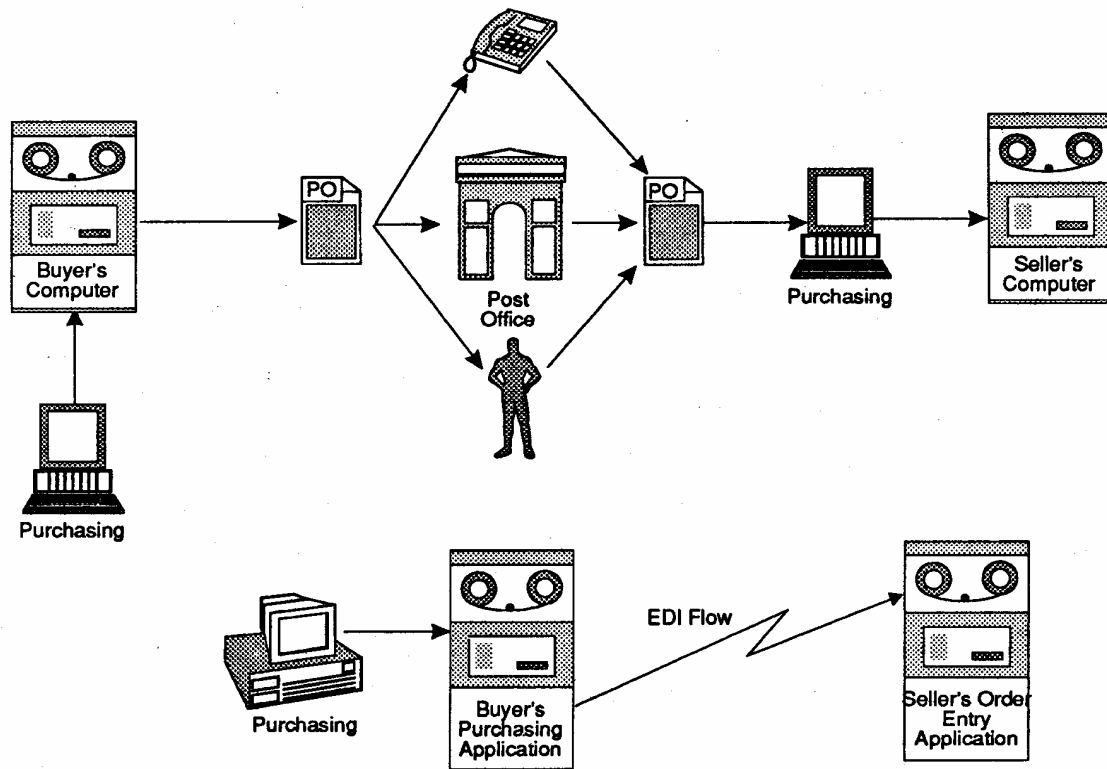 PO
PO
Buyer's
Computer
Post
Office
Purchasing
Seller's
Computer
Purchasing
EDI Flow
Purchasing
Buyer's
Purchasing
Application
Seller's Order
Entry
Application